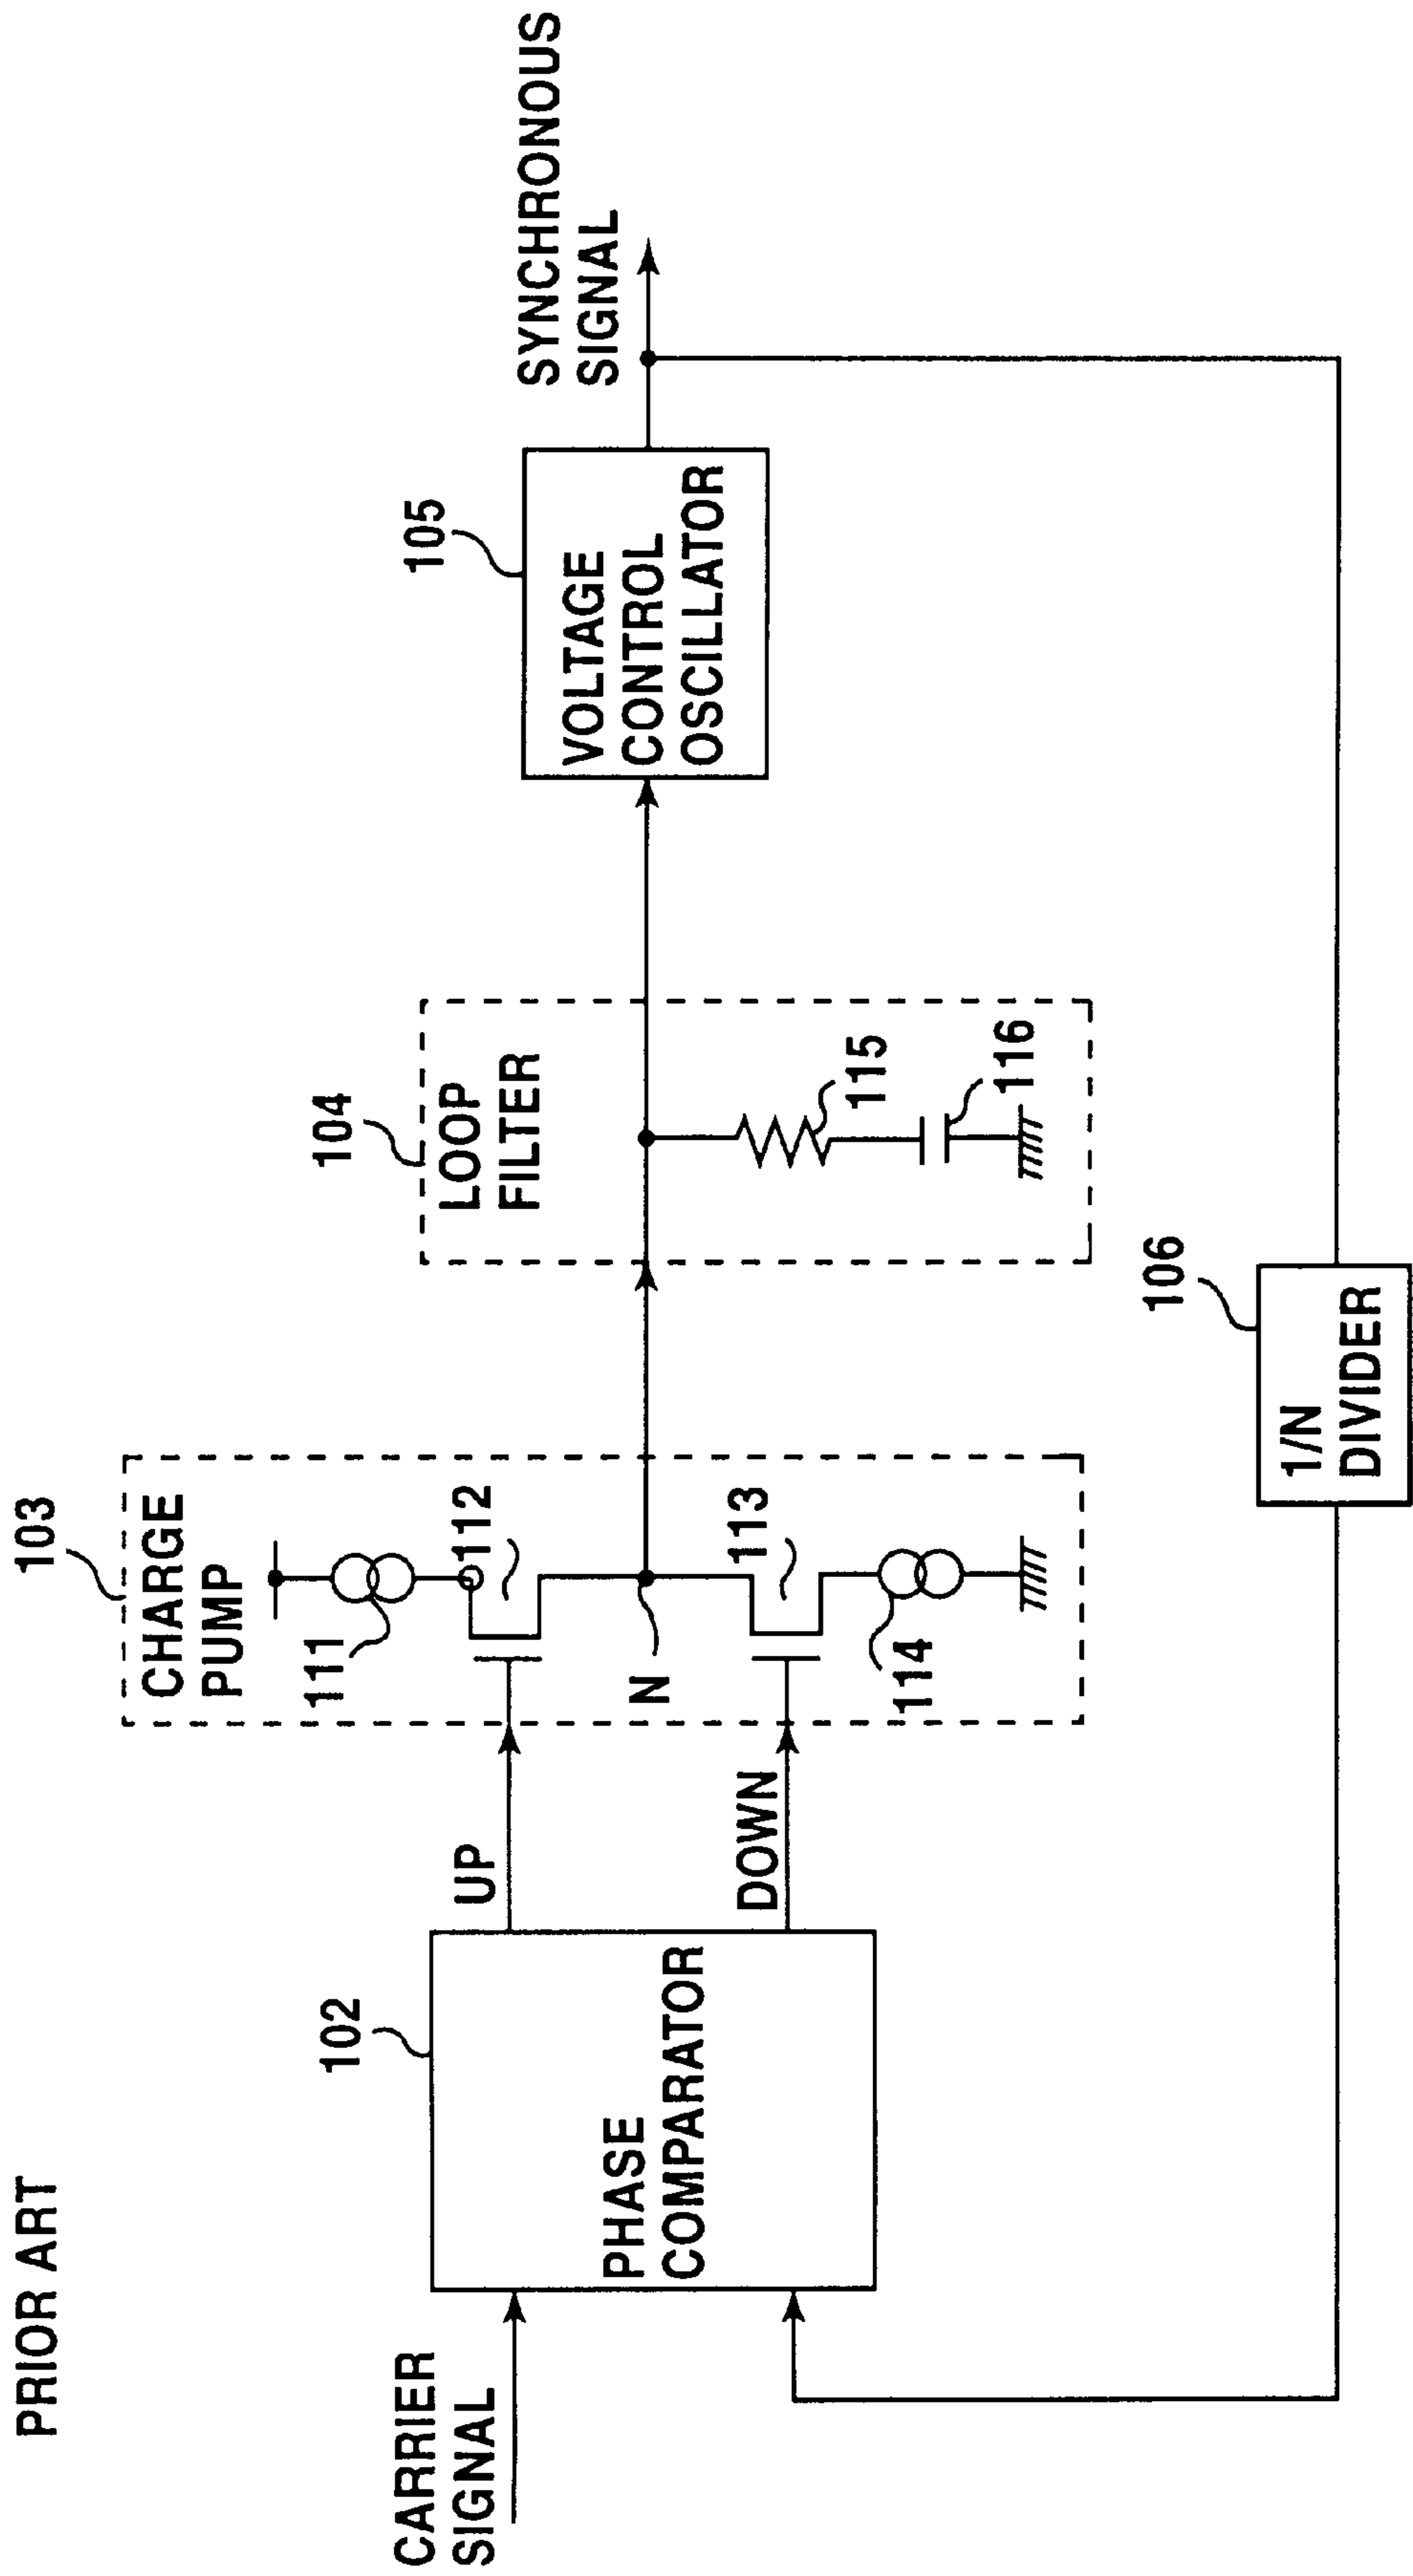 PRIOR ART
CARRIER
SIGNAL
102
PHASE
COMPARATOR
UP
DOWN
103
CHARGE
PUMP
111
112
N
113
114
104
LOOP
FILTER
115
116
105
VOLTAGE
CONTROL
OSCILLATOR
SYNCHRONOUS
SIGNAL
106
1/N
DIVIDER